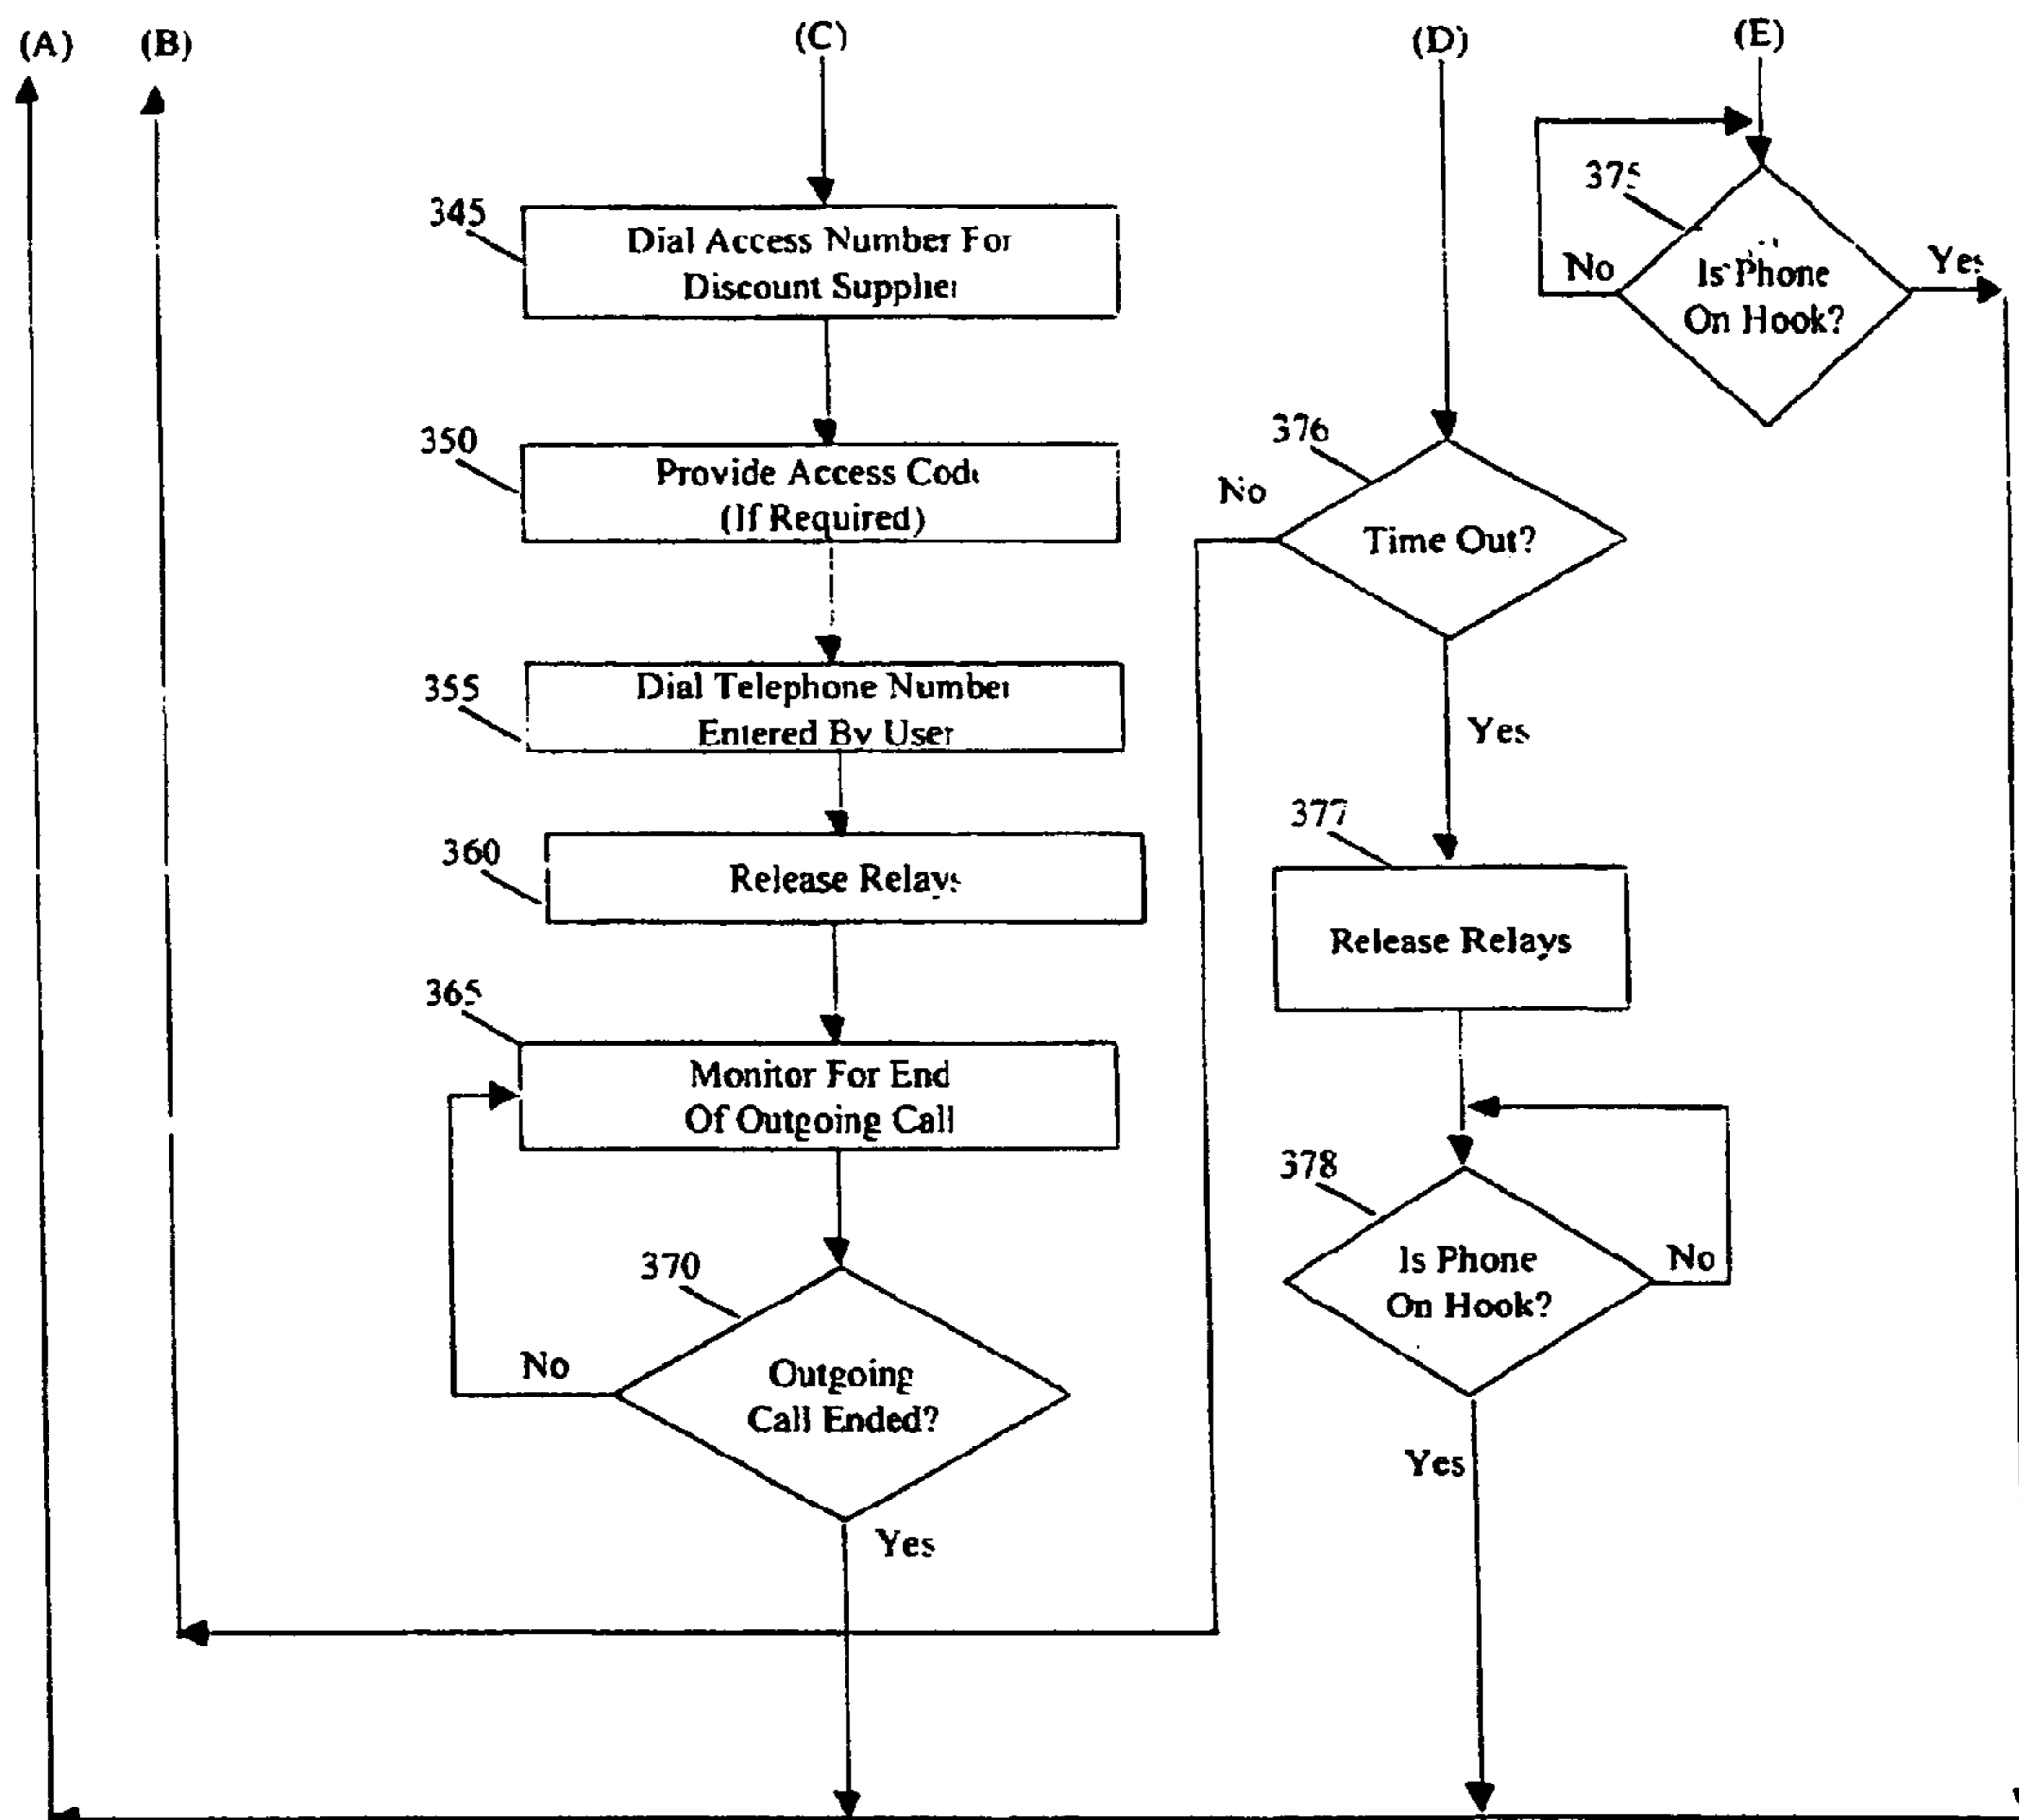 (A)
(B)
(C)
(D)
(E)
345
Dial Access Number For
Discount Supplier
350
Provide Access Code
(If Required)
355
Dial Telephone Number
Entered By User
360
Release Relays
365
Monitor For End
Of Outgoing Call
370
Outgoing
Call Ended?
No
Yes
376
Time Out?
No
Yes
377
Release Relays
378
Is Phone
On Hook?
No
Yes
375
Is Phone
On Hook?
No
Yes